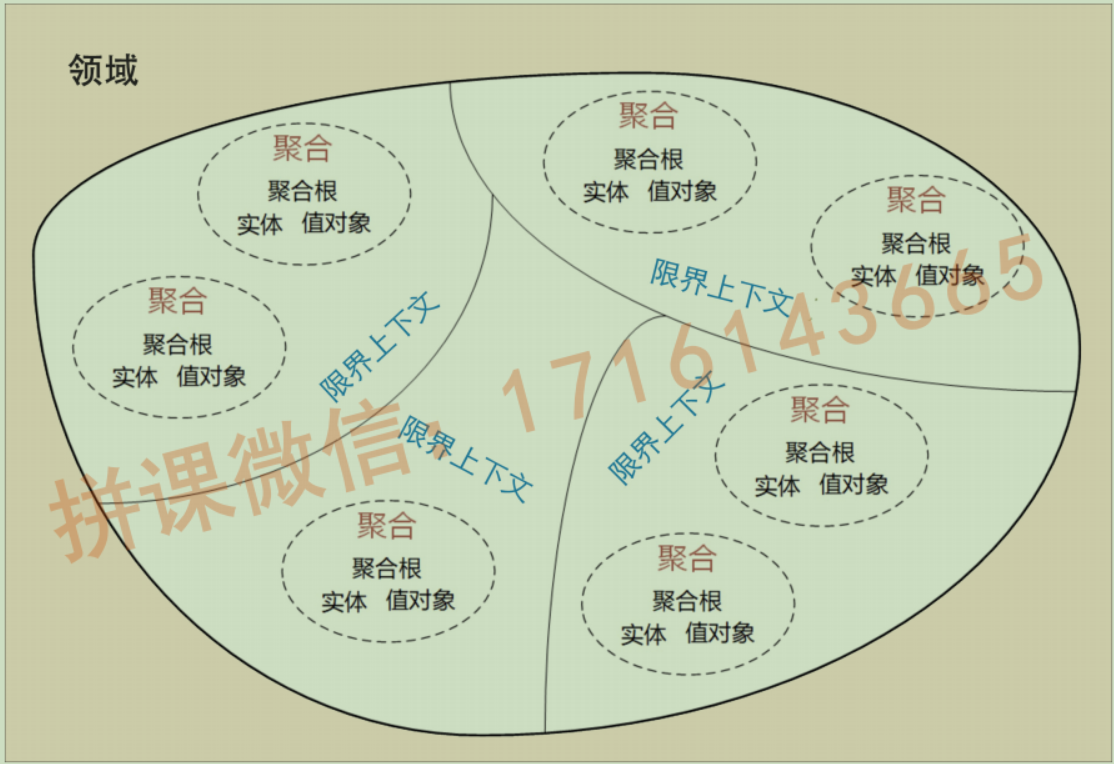 领域
聚合
聚合根
实体 值对象
聚合
聚合根
实体 值对象
聚合
聚合根
实体 值对象
聚合
聚合根
实体 值对象
限界上下文
限界上下文
限界上下文
限界上下文
聚合
聚合根
实体 值对象
聚合
聚合根
实体 值对象
聚合
聚合根
实体 值对象
拼课微信：1716143665